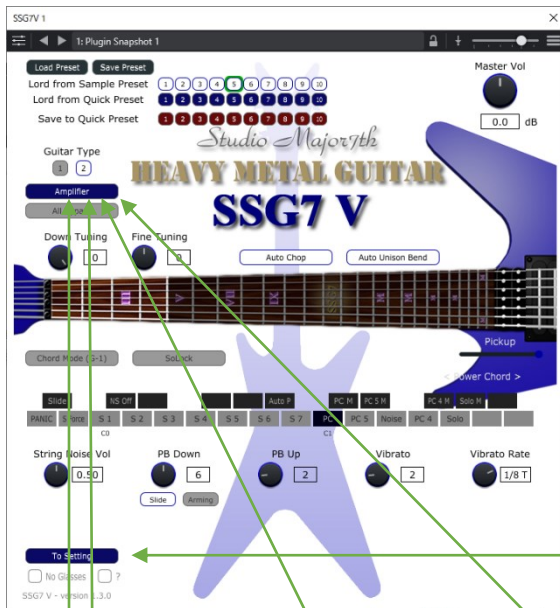 SSG7V 1
1: Plugin Snapshot 1
Load Preset Save Preset
Lord from Sample Preset 1 2 3 4 5 6 7 8 9 10
Lord from Quick Preset 1 2 3 4 5 6 7 8 9 10
Save to Quick Preset 1 2 3 4 5 6 7 8 9 10
Master Vol
0.0 dB
Studio Major7th
HEAVY METAL GUITAR
SSG7 V
Guitar Type
1 2
Amplifier
Down Tuning 0 Fine Tuning 0
Auto Chop Auto Unison Bend
III V VII IX SSG7
Pickup
Chord Mode (G-1) SoLock
< Power Chord >
Slide NS Off Auto P PC M PC 5 M PC 4 M Solo M
PANIC S Force S 1 S 2 S 3 S 4 S 5 S 6 S 7 PC PC 5 Noise PC 4 Solo
C0 C1
String Noise Vol PB Down PB Up Vibrato Vibrato Rate
0.50 6 2 2 1/8 T
Slide Arming
To Setting
No Glasses ?
SSG7 V - version 1.3.0